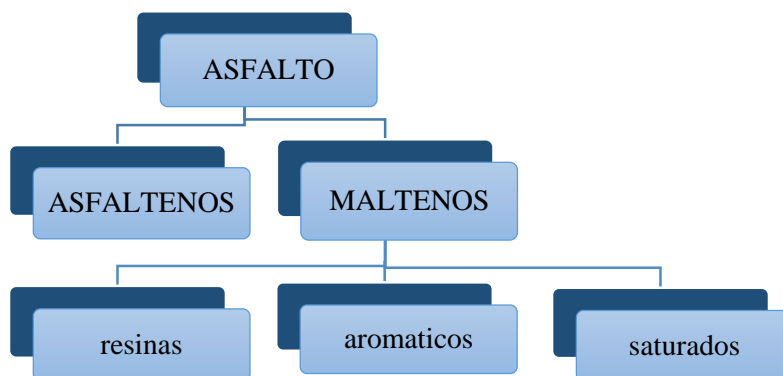 ASFALTO
ASFALTENOS
MALTENOS
resinas
aromaticos
saturados